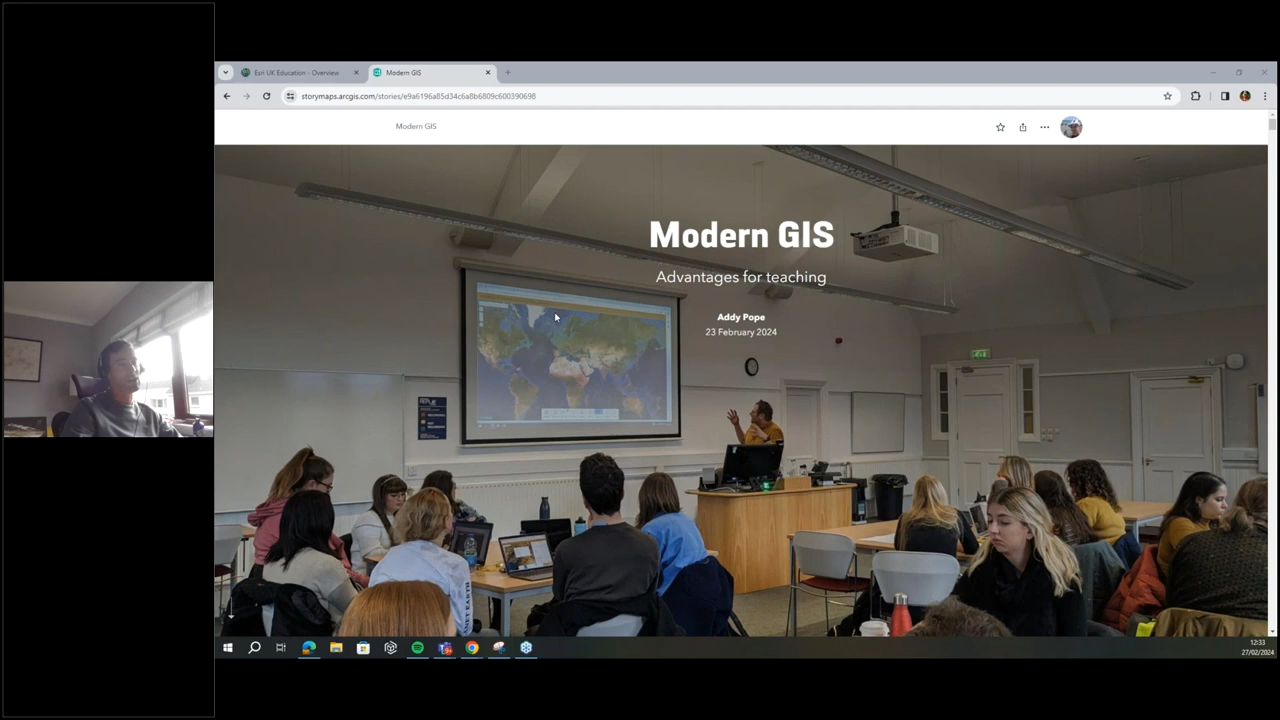 Esri UK Education - Overview
Modern GIS
storymaps.arcgis.com/stories/e9a6196a85d34c6a8b6809c600390698
Modern GIS
Modern GIS
Advantages for teaching
Addy Pope
23 February 2024
12:33
27/02/2024